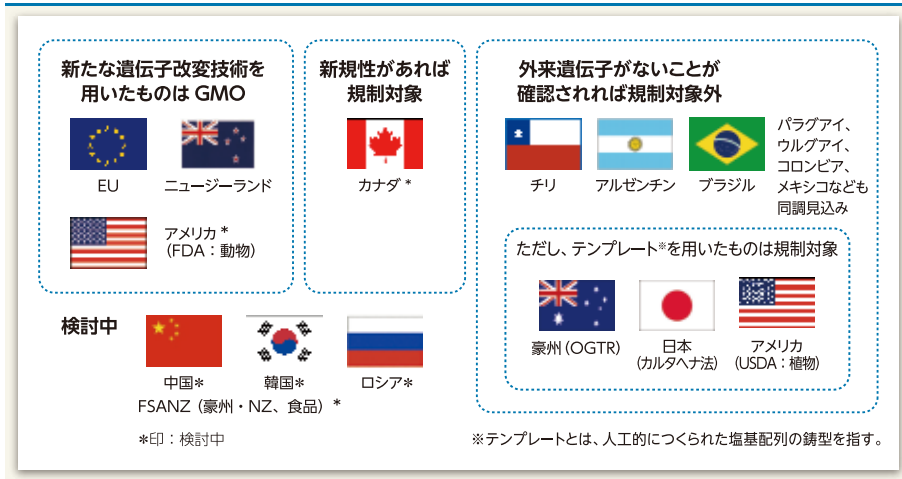 新たな遺伝子改変技術を
用いたものは GMO
EU
ニュージーランド
アメリカ*
(FDA:動物)
新規性があれば
規制対象
カナダ*
外来遺伝子がないことが
確認されれば規制対象外
チリ
アルゼンチン
ブラジル
パラグアイ、
ウルグアイ、
コロンビア、
メキシコなども
同調見込み
ただし、テンプレート※を用いたものは規制対象
豪州(OGTR)
日本
(カルタヘナ法)
アメリカ
(USDA:植物)
検討中
中国*
韓国*
ロシア*
FSANZ(豪州・NZ、食品)*
*印:検討中
※テンプレートとは、人工的につくられた塩基配列の鋳型を指す。